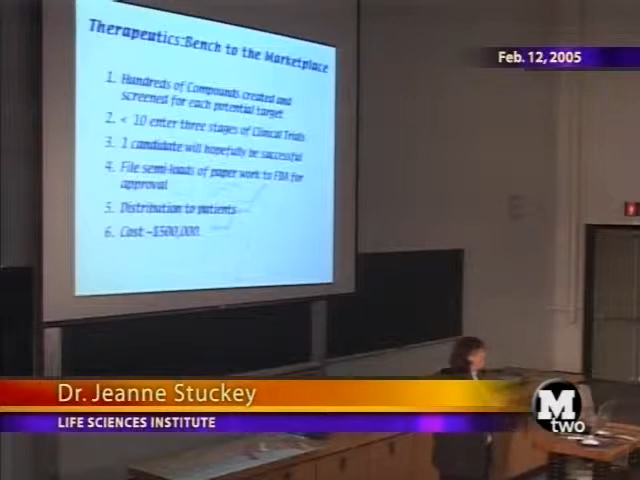 Therapeutics:Bench to the Marketplace
1. Hundreds of Compounds created and
screened for each potential target
2. < 10 enter three stages of Clinical Trials
3. 1 candidate will hopefully be successful
4. File semi-loads of paper work to FDA for
approval
5. Distribution to patients
6. Cost ~$500,000.
Feb. 12, 2005
Dr. Jeanne Stuckey
LIFE SCIENCES INSTITUTE
M
two